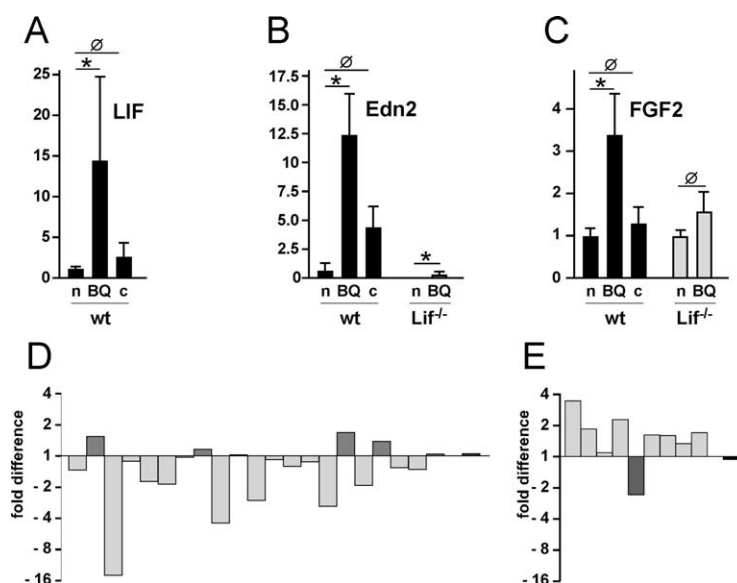 A
B
C
Ø
*
25
20
15
10
5
0
LIF
n BQ c
wt
Ø
*
17.5
15.0
12.5
10.0
7.5
5.0
2.5
0
Edn2
*
n BQ c n BQ
wt Lif-/-
Ø
*
4
3
2
1
0
FGF2
Ø
n BQ c n BQ
wt Lif-/-
D
fold difference
4
2
1
- 2
- 4
- 8
- 16
E
fold difference
4
2
1
- 2
- 4
- 8
- 16